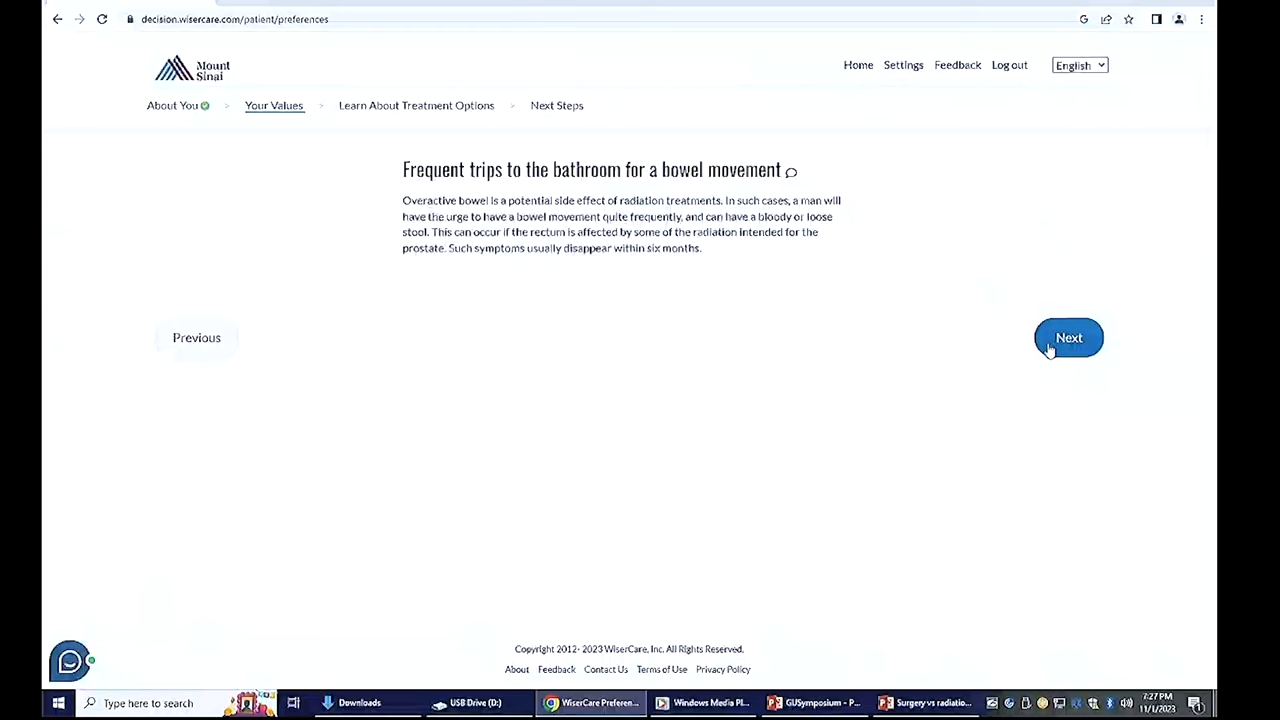 decision.wisercare.com/patient/preferences
Mount
Sinai
Home Settings Feedback Log out English
About You > Your Values > Learn About Treatment Options > Next Steps
Frequent trips to the bathroom for a bowel movement
Overactive bowel is a potential side effect of radiation treatments. In such cases, a man will
have the urge to have a bowel movement quite frequently, and can have a bloody or loose
stool. This can occur if the rectum is affected by some of the radiation intended for the
prostate. Such symptoms usually disappear within six months.
Previous
Next
Copyright 2012- 2023 WiserCare, Inc. All Rights Reserved.
About Feedback Contact Us Terms of Use Privacy Policy
Type here to search Downloads USB Drive (D:) WiserCare Preferen... Windows Media Pl... GUSymposium - P... Surgery vs radiatio...
7:27 PM
11/1/2023